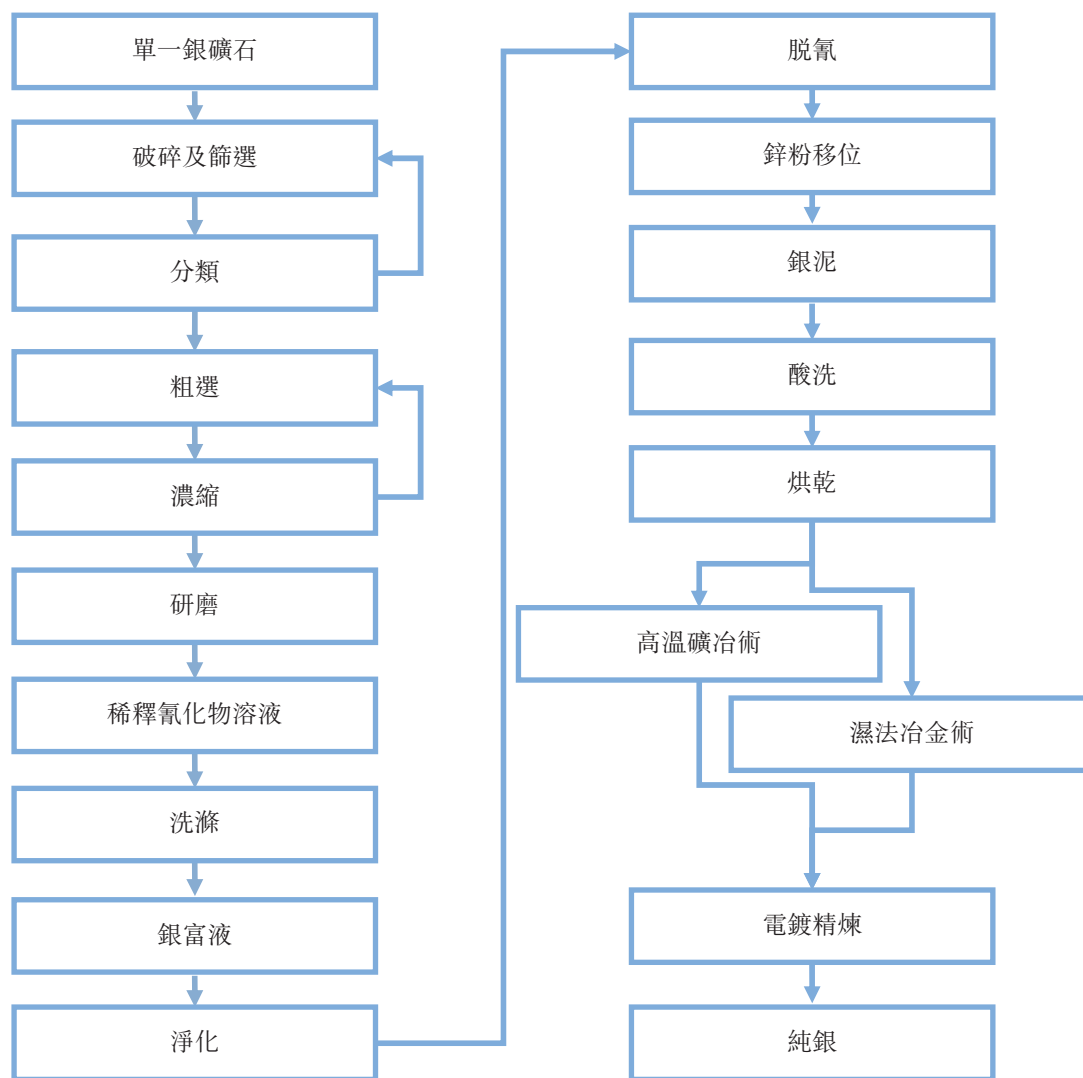 單一銀礦石
破碎及篩選
分類
粗選
濃縮
研磨
稀釋氰化物溶液
洗滌
銀富液
淨化
脱氰
鋅粉移位
銀泥
酸洗
烘乾
高溫礦冶術
濕法冶金術
電鍍精煉
純銀